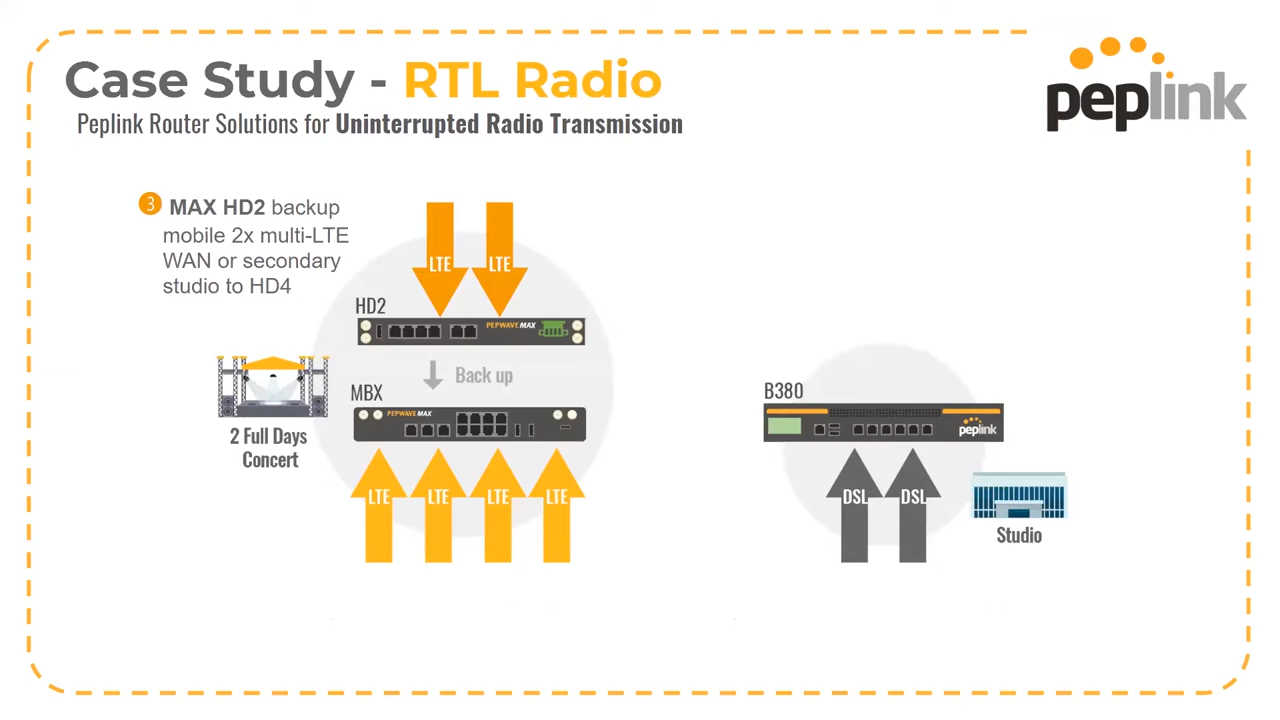 Case Study - RTL Radio
peplink
Peplink Router Solutions for Uninterrupted Radio Transmission
3 MAX HD2 backup
mobile 2x multi-LTE
WAN or secondary
studio to HD4
LTE LTE
HD2
PEPWAVE MAX
Back up
MBX
PEPWAVE MAX
2 Full Days
Concert
LTE LTE LTE LTE
B380
peplink
DSL DSL
Studio